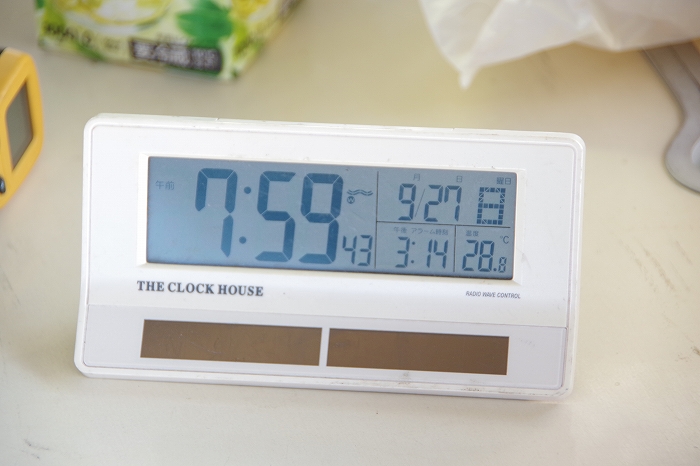 午前
7:59 43
月 日 曜日
9/27 日
午後 アラーム時刻
3:14
温度 ℃
28.8
THE CLOCK HOUSE
RADIO WAVE CONTROL